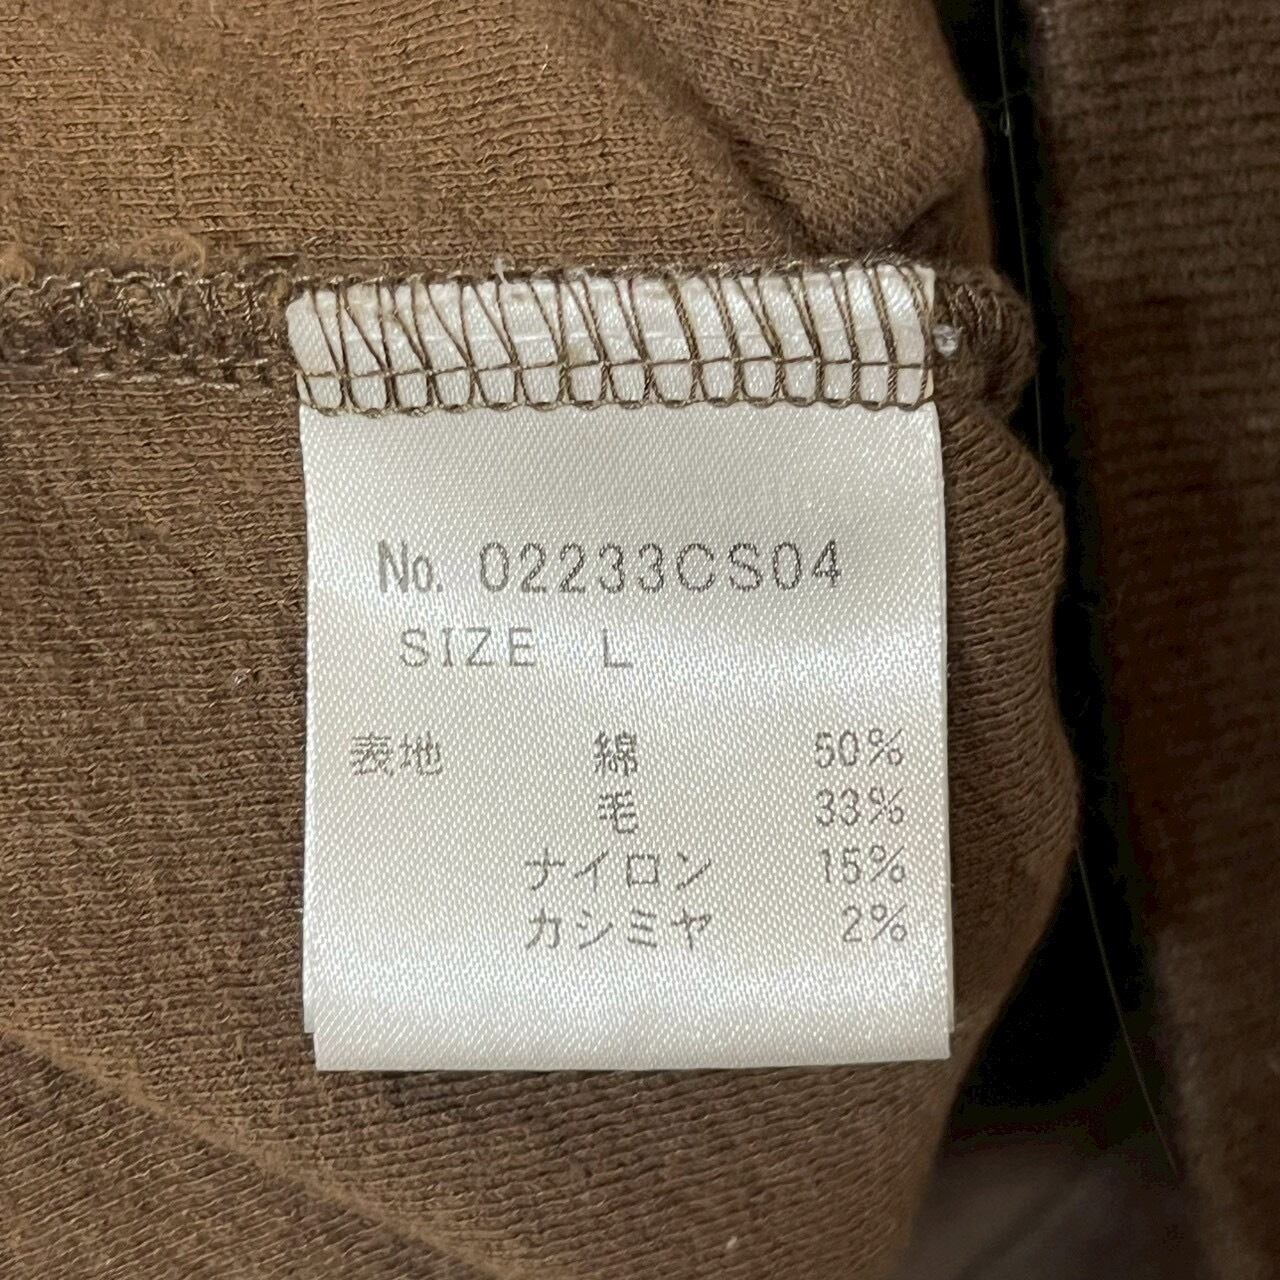 No. 02233CS04
SIZE L
表地 綿 50%
毛 33%
ナイロン 15%
カシミヤ 2%